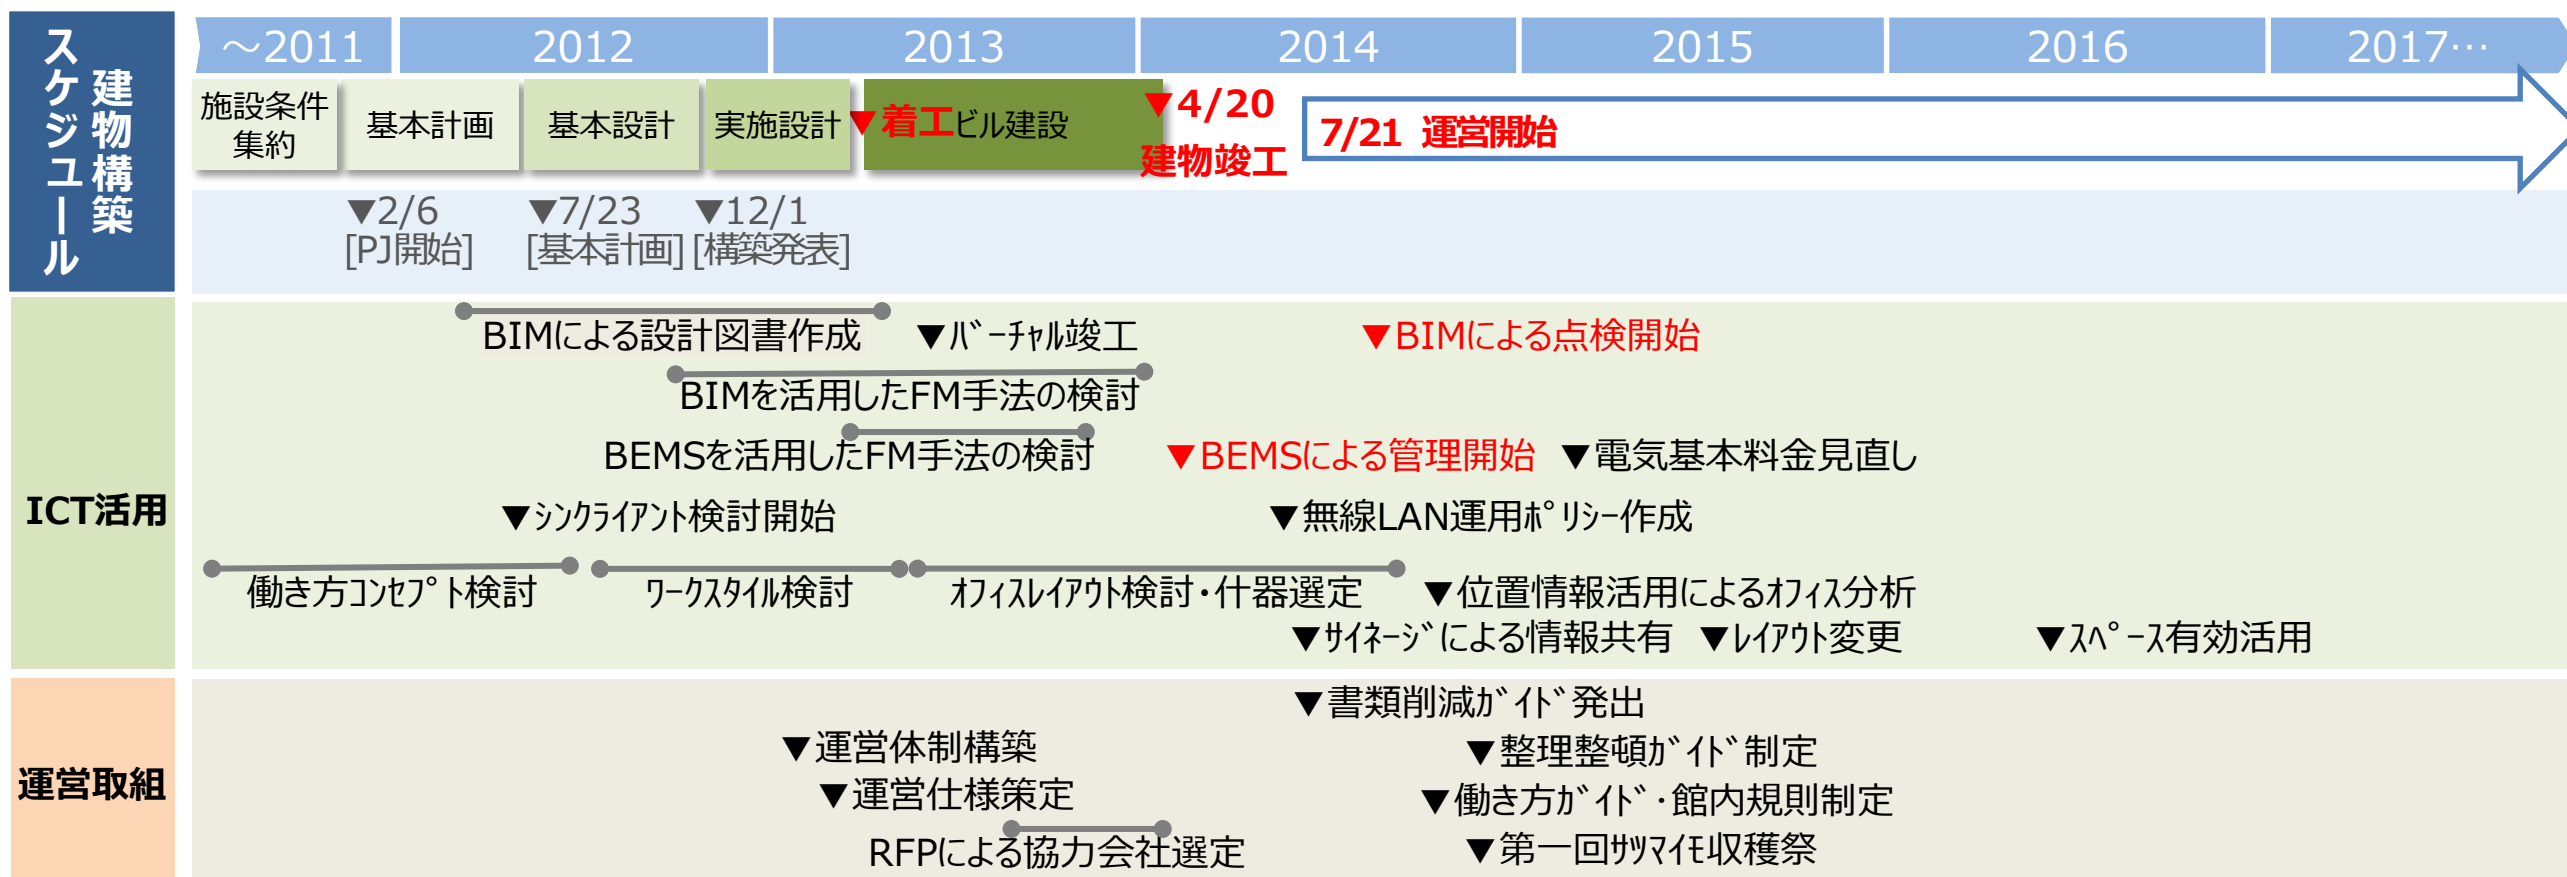 建物構築
スケジュール
～2011
2012
2013
2014
2015
2016
2017…
施設条件
集約
基本計画
基本設計
実施設計
▼着工
ビル建設
▼4/20
建物竣工
7/21 運営開始
▼2/6
[PJ開始]
▼7/23
[基本計画]
▼12/1
[構築発表]
ICT活用
BIMによる設計図書作成
▼ﾊﾞｰﾁｬﾙ竣工
▼BIMによる点検開始
BIMを活用したFM手法の検討
BEMSを活用したFM手法の検討
▼BEMSによる管理開始
▼電気基本料金見直し
▼ｼﾝｸﾗｲｱﾝﾄ検討開始
▼無線LAN運用ﾎﾟﾘｼｰ作成
働き方ｺﾝｾﾌﾟﾄ検討
ﾜｰｸｽﾀｲﾙ検討
ｵﾌｨｽﾚｲｱｳﾄ検討・什器選定
▼位置情報活用によるｵﾌｨｽ分析
▼ｻｲﾈｰｼﾞによる情報共有
▼ﾚｲｱｳﾄ変更
▼ｽﾍﾟｰｽ有効活用
運営取組
▼書類削減ｶﾞｲﾄﾞ発出
▼運営体制構築
▼整理整頓ｶﾞｲﾄﾞ制定
▼運営仕様策定
▼働き方ｶﾞｲﾄﾞ・館内規則制定
RFPによる協力会社選定
▼第一回ｻﾂﾏｲﾓ収穫祭